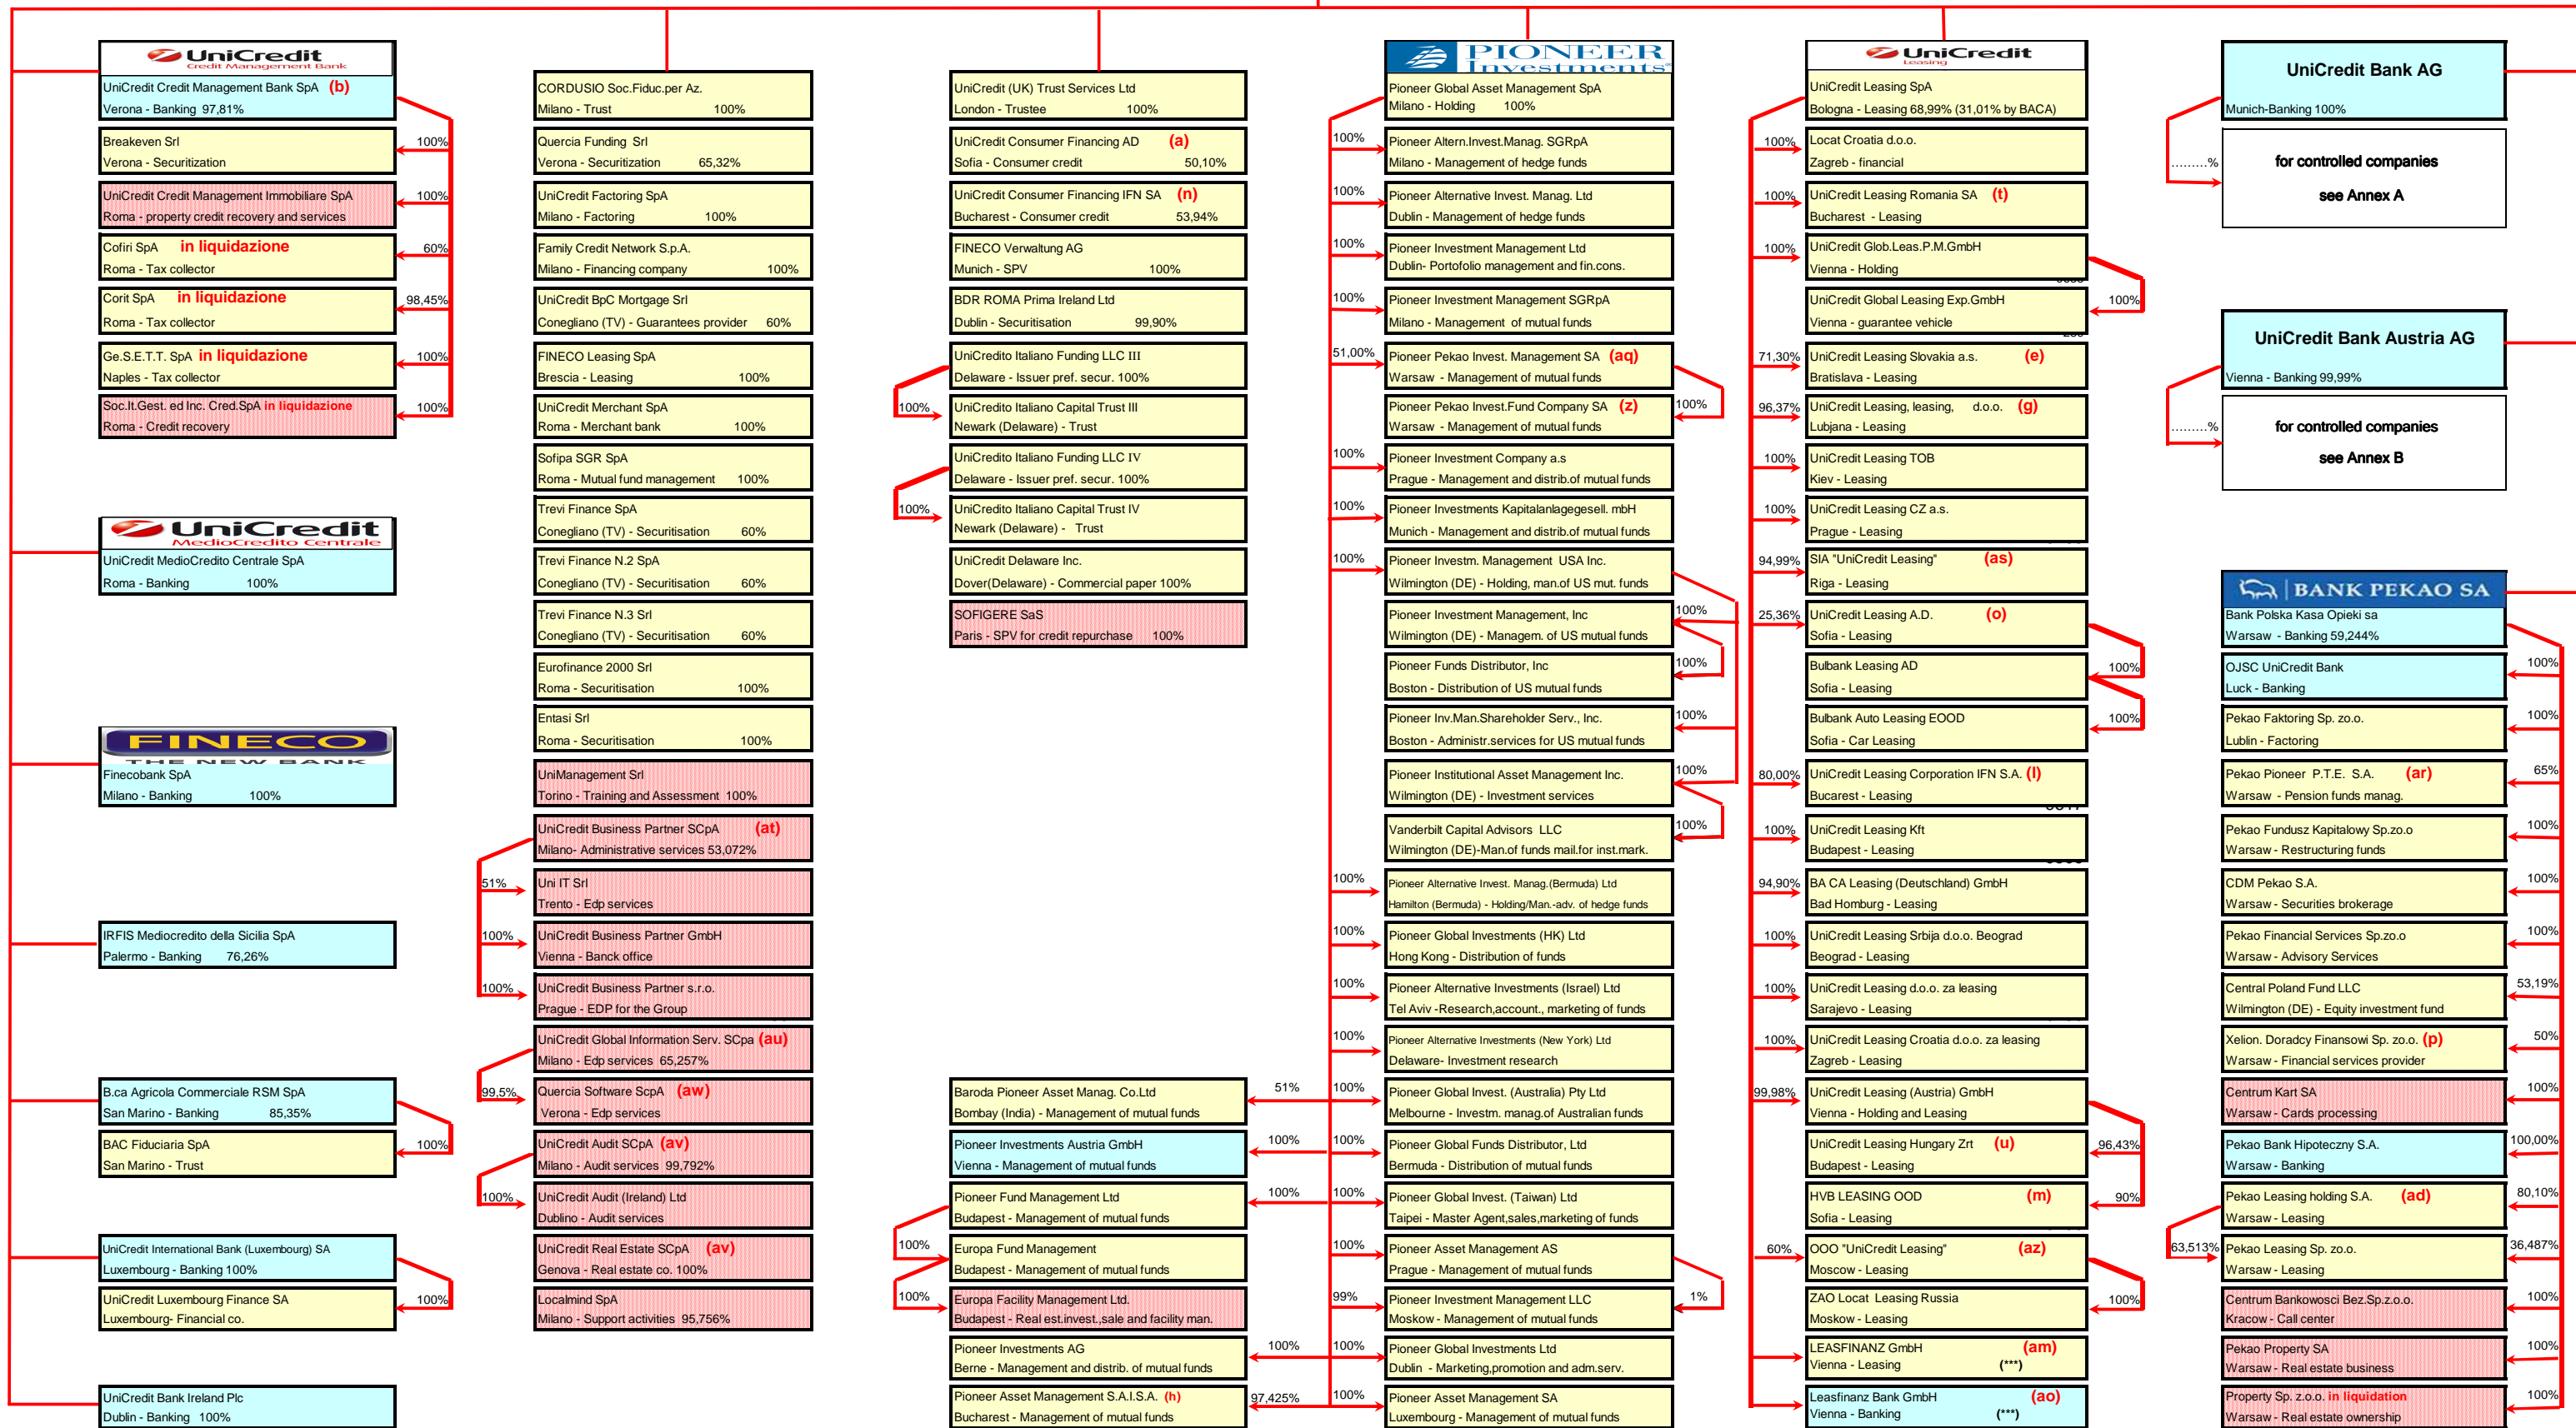 UniCredit
Credit Management Bank
UniCredit Credit Management Bank SpA (b)
Verona - Banking 97,81%
Breakeven Srl
Verona - Securitization
100%
UniCredit Credit Management Immobiliare SpA
Roma - property credit recovery and services
100%
Cofiri SpA in liquidazione
Roma - Tax collector
60%
Corit SpA in liquidazione
Roma - Tax collector
98,45%
Ge.S.E.T.T. SpA in liquidazione
Naples - Tax collector
100%
Soc.It.Gest. ed Inc. Cred.SpA in liquidazione
Roma - Credit recovery
100%
UniCredit
MedioCredito Centrale
UniCredit MedioCredito Centrale SpA
Roma - Banking 100%
FINECO
THE NEW BANK
Finecobank SpA
Milano - Banking 100%
IRFIS Mediocredito della Sicilia SpA
Palermo - Banking 76,26%
B.ca Agricola Commerciale RSM SpA
San Marino - Banking 85,35%
BAC Fiduciaria SpA
San Marino - Trust
100%
UniCredit International Bank (Luxembourg) SA
Luxembourg - Banking 100%
UniCredit Luxembourg Finance SA
Luxembourg- Financial co.
100%
UniCredit Bank Ireland Plc
Dublin - Banking 100%
CORDUSIO Soc.Fiduc.per Az.
Milano - Trust 100%
Quercia Funding Srl
Verona - Securitization 65,32%
UniCredit Factoring SpA
Milano - Factoring 100%
Family Credit Network S.p.A.
Milano - Financing company 100%
UniCredit BpC Mortgage Srl
Conegliano (TV) - Guarantees provider 60%
FINECO Leasing SpA
Brescia - Leasing 100%
UniCredit Merchant SpA
Roma - Merchant bank 100%
Sofipa SGR SpA
Roma - Mutual fund management 100%
Trevi Finance SpA
Conegliano (TV) - Securitisation 60%
Trevi Finance N.2 SpA
Conegliano (TV) - Securitisation 60%
Trevi Finance N.3 Srl
Conegliano (TV) - Securitisation 60%
Eurofinance 2000 Srl
Roma - Securitisation 100%
Entasi Srl
Roma - Securitisation 100%
UniManagement Srl
Torino - Training and Assessment 100%
UniCredit Business Partner SCpA (at)
Milano- Administrative services 53,072%
51%
Uni IT Srl
Trento - Edp services
100%
UniCredit Business Partner GmbH
Vienna - Banck office
100%
UniCredit Business Partner s.r.o.
Prague - EDP for the Group
UniCredit Global Information Serv. SCpa (au)
Milano - Edp services 65,257%
99,5%
Quercia Software ScpA (aw)
Verona - Edp services
UniCredit Audit SCpA (av)
Milano - Audit services 99,792%
100%
UniCredit Audit (Ireland) Ltd
Dublino - Audit services
UniCredit Real Estate SCpA (av)
Genova - Real estate co. 100%
Localmind SpA
Milano - Support activities 95,756%
UniCredit (UK) Trust Services Ltd
London - Trustee 100%
UniCredit Consumer Financing AD (a)
Sofia - Consumer credit 50,10%
UniCredit Consumer Financing IFN SA (n)
Bucharest - Consumer credit 53,94%
FINECO Verwaltung AG
Munich - SPV 100%
BDR ROMA Prima Ireland Ltd
Dublin - Securitisation 99,90%
UniCredito Italiano Funding LLC III
Delaware - Issuer pref. secur. 100%
100%
UniCredito Italiano Capital Trust III
Newark (Delaware) - Trust
UniCredito Italiano Funding LLC IV
Delaware - Issuer pref. secur. 100%
100%
UniCredito Italiano Capital Trust IV
Newark (Delaware) - Trust
UniCredit Delaware Inc.
Dover(Delaware) - Commercial paper 100%
SOFIGERE SaS
Paris - SPV for credit repurchase 100%
Baroda Pioneer Asset Manag. Co.Ltd
Bombay (India) - Management of mutual funds
51%
Pioneer Investments Austria GmbH
Vienna - Management of mutual funds
100%
Pioneer Fund Management Ltd
Budapest - Management of mutual funds
100%
100%
Europa Fund Management
Budapest - Management of mutual funds
100%
Europa Facility Management Ltd.
Budapest - Real est.invest.,sale and facility man.
Pioneer Investments AG
Berne - Management and distrib. of mutual funds
100%
Pioneer Asset Management S.A.I.S.A. (h)
Bucharest - Management of mutual funds
97,425%
PIONEER
Investments
Pioneer Global Asset Management SpA
Milano - Holding 100%
100%
Pioneer Altern.Invest.Manag. SGRpA
Milano - Management of hedge funds
100%
Pioneer Alternative Invest. Manag. Ltd
Dublin - Management of hedge funds
100%
Pioneer Investment Management Ltd
Dublin- Portofolio management and fin.cons.
100%
Pioneer Investment Management SGRpA
Milano - Management of mutual funds
51,00%
Pioneer Pekao Invest. Management SA (aq)
Warsaw - Management of mutual funds
Pioneer Pekao Invest.Fund Company SA (z)
Warsaw - Management of mutual funds
100%
100%
Pioneer Investment Company a.s
Prague - Management and distrib.of mutual funds
100%
Pioneer Investments Kapitalanlagegesell. mbH
Munich - Management and distrib.of mutual funds
100%
Pioneer Investm. Management USA Inc.
Wilmington (DE) - Holding, man.of US mut. funds
Pioneer Investment Management, Inc
Wilmington (DE) - Managem. of US mutual funds
100%
Pioneer Funds Distributor, Inc
Boston - Distribution of US mutual funds
100%
Pioneer Inv.Man.Shareholder Serv., Inc.
Boston - Administr.services for US mutual funds
100%
Pioneer Institutional Asset Management Inc.
Wilmington (DE) - Investment services
100%
Vanderbilt Capital Advisors LLC
Wilmington (DE)-Man.of funds mail.for inst.mark.
100%
100%
Pioneer Alternative Invest. Manag.(Bermuda) Ltd
Hamilton (Bermuda) - Holding/Man.-adv. of hedge funds
100%
Pioneer Global Investments (HK) Ltd
Hong Kong - Distribution of funds
100%
Pioneer Alternative Investments (Israel) Ltd
Tel Aviv -Research,account., marketing of funds
100%
Pioneer Alternative Investments (New York) Ltd
Delaware- Investment research
100%
Pioneer Global Invest. (Australia) Pty Ltd
Melbourne - Investm. manag.of Australian funds
100%
Pioneer Global Funds Distributor, Ltd
Bermuda - Distribution of mutual funds
100%
Pioneer Global Invest. (Taiwan) Ltd
Taipei - Master Agent,sales,marketing of funds
100%
Pioneer Asset Management AS
Prague - Management of mutual funds
99%
Pioneer Investment Management LLC
Moskow - Management of mutual funds
1%
100%
Pioneer Global Investments Ltd
Dublin - Marketing,promotion and adm.serv.
100%
Pioneer Asset Management SA
Luxembourg - Management of mutual funds
UniCredit
Leasing
UniCredit Leasing SpA
Bologna - Leasing 68,99% (31,01% by BACA)
100%
Locat Croatia d.o.o.
Zagreb - financial
100%
UniCredit Leasing Romania SA (t)
Bucharest - Leasing
100%
UniCredit Glob.Leas.P.M.GmbH
Vienna - Holding
UniCredit Global Leasing Exp.GmbH
Vienna - guarantee vehicle
100%
71,30%
UniCredit Leasing Slovakia a.s. (e)
Bratislava - Leasing
96,37%
UniCredit Leasing, leasing, d.o.o. (g)
Lubjana - Leasing
100%
UniCredit Leasing TOB
Kiev - Leasing
100%
UniCredit Leasing CZ a.s.
Prague - Leasing
94,99%
SIA "UniCredit Leasing" (as)
Riga - Leasing
25,36%
UniCredit Leasing A.D. (o)
Sofia - Leasing
Bulbank Leasing AD
Sofia - Leasing
100%
Bulbank Auto Leasing EOOD
Sofia - Car Leasing
100%
80,00%
UniCredit Leasing Corporation IFN S.A. (l)
Bucarest - Leasing
100%
UniCredit Leasing Kft
Budapest - Leasing
94,90%
BA CA Leasing (Deutschland) GmbH
Bad Homburg - Leasing
100%
UniCredit Leasing Srbija d.o.o. Beograd
Beograd - Leasing
100%
UniCredit Leasing d.o.o. za leasing
Sarajevo - Leasing
100%
UniCredit Leasing Croatia d.o.o. za leasing
Zagreb - Leasing
99,98%
UniCredit Leasing (Austria) GmbH
Vienna - Holding and Leasing
UniCredit Leasing Hungary Zrt (u)
Budapest - Leasing
96,43%
HVB LEASING OOD (m)
Sofia - Leasing
90%
60%
OOO "UniCredit Leasing" (az)
Moscow - Leasing
ZAO Locat Leasing Russia
Moskow - Leasing
100%
LEASFINANZ GmbH (am)
Vienna - Leasing (***)
Leasfinanz Bank GmbH (ao)
Vienna - Banking (***)
UniCredit Bank AG
Munich-Banking 100%
.........%
for controlled companies
see Annex A
UniCredit Bank Austria AG
Vienna - Banking 99,99%
.........%
for controlled companies
see Annex B
BANK PEKAO SA
Bank Polska Kasa Opieki sa
Warsaw - Banking 59,244%
OJSC UniCredit Bank
Luck - Banking
100%
Pekao Faktoring Sp. zo.o.
Lublin - Factoring
100%
Pekao Pioneer P.T.E. S.A. (ar)
Warsaw - Pension funds manag.
65%
Pekao Fundusz Kapitalowy Sp.zo.o
Warsaw - Restructuring funds
100%
CDM Pekao S.A.
Warsaw - Securities brokerage
100%
Pekao Financial Services Sp.zo.o
Warsaw - Advisory Services
100%
Central Poland Fund LLC
Wilmington (DE) - Equity investment fund
53,19%
Xelion. Doradcy Finansowi Sp. zo.o. (p)
Warsaw - Financial services provider
50%
Centrum Kart SA
Warsaw - Cards processing
100%
Pekao Bank Hipoteczny S.A.
Warsaw - Banking
100,00%
Pekao Leasing holding S.A. (ad)
Warsaw - Leasing
80,10%
63,513%
Pekao Leasing Sp. zo.o.
Warsaw - Leasing
36,487%
Centrum Bankowosci Bez.Sp.z.o.o.
Kracow - Call center
100%
Pekao Property SA
Warsaw - Real estate business
100%
Property Sp. z.o.o. in liquidation
Warsaw - Real estate ownership
100%